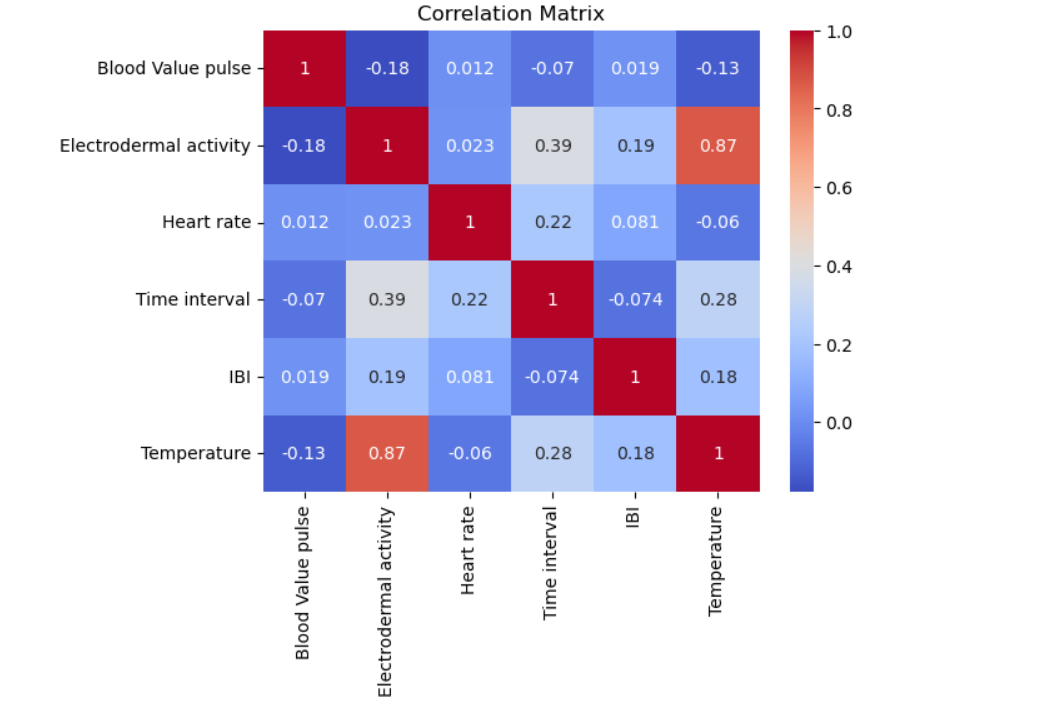 Correlation Matrix
Blood Value pulse 1 -0.18 0.012 -0.07 0.019 -0.13
Electrodermal activity -0.18 1 0.023 0.39 0.19 0.87
Heart rate 0.012 0.023 1 0.22 0.081 -0.06
Time interval -0.07 0.39 0.22 1 -0.074 0.28
IBI 0.019 0.19 0.081 -0.074 1 0.18
Temperature -0.13 0.87 -0.06 0.28 0.18 1
Blood Value pulse
Electrodermal activity
Heart rate
Time interval
IBI
Temperature
1.0
0.8
0.6
0.4
0.2
0.0